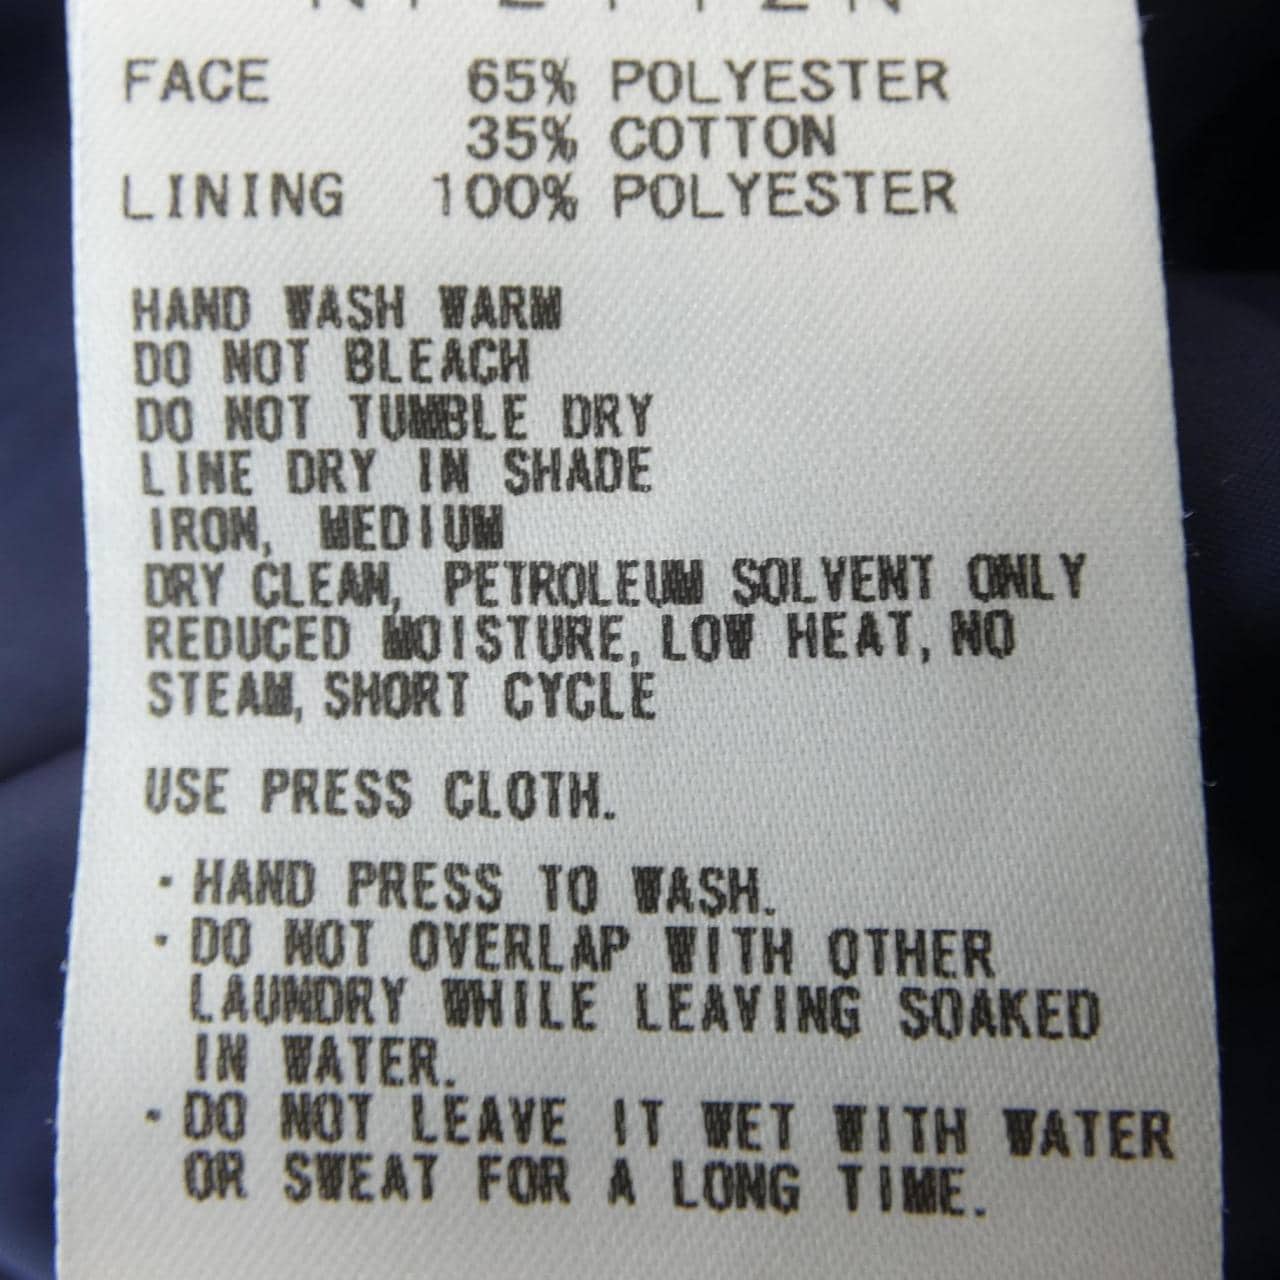 FACE 65% POLYESTER
35% COTTON
LINING 100% POLYESTER
HAND WASH WARM
DO NOT BLEACH
DO NOT TUMBLE DRY
LINE DRY IN SHADE
IRON, MEDIUM
DRY CLEAN, PETROLEUM SOLVENT ONLY
REDUCED MOISTURE, LOW HEAT, NO
STEAM, SHORT CYCLE
USE PRESS CLOTH.
· HAND PRESS TO WASH.
· DO NOT OVERLAP WITH OTHER
LAUNDRY WHILE LEAVING SOAKED
IN WATER.
· DO NOT LEAVE IT WET WITH WATER
OR SWEAT FOR A LONG TIME.